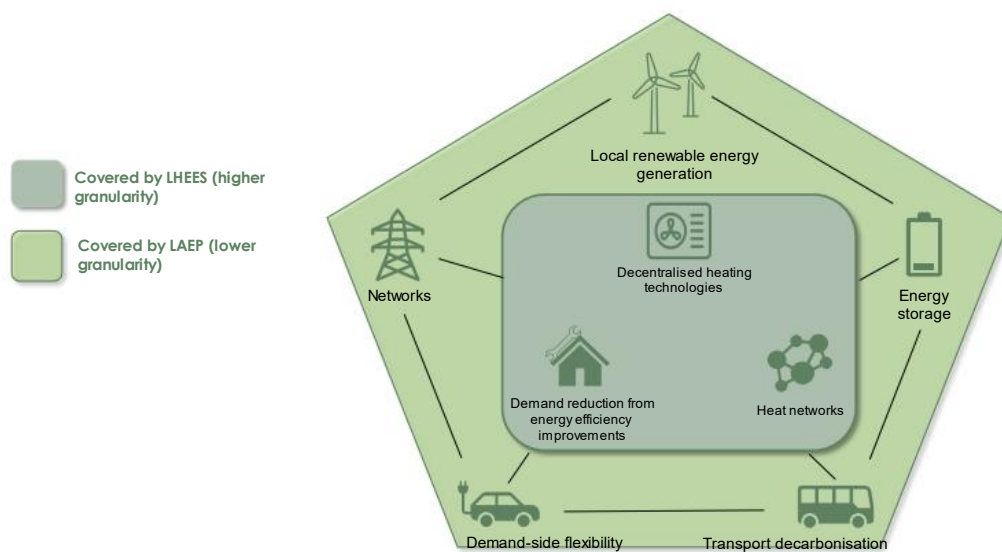 Covered by LHEES (higher
granularity)
Covered by LAEP (lower
granularity)
Local renewable energy
generation
Decentralised heating
technologies
Networks
Energy
storage
Demand reduction from
energy efficiency
improvements
Heat networks
Demand-side flexibility
Transport decarbonisation